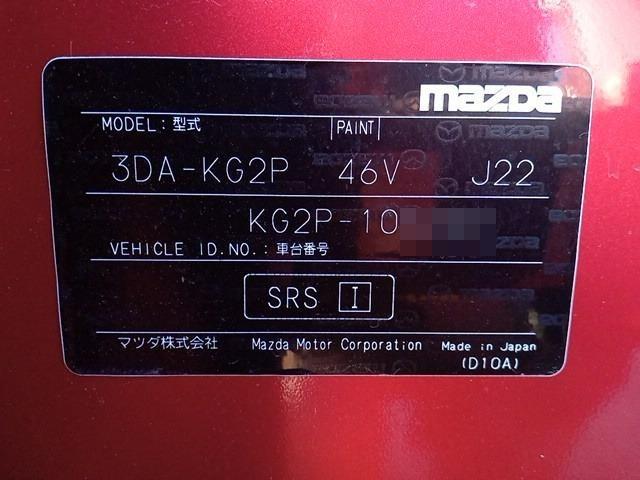 mazda
MODEL: 型式 |PAINT|
3DA-KG2P 46V J22
KG2P-10
VEHICLE ID.NO.: 車台番号
SRS I
マツダ株式会社 Mazda Motor Corporation Made in Japan
(D10A)